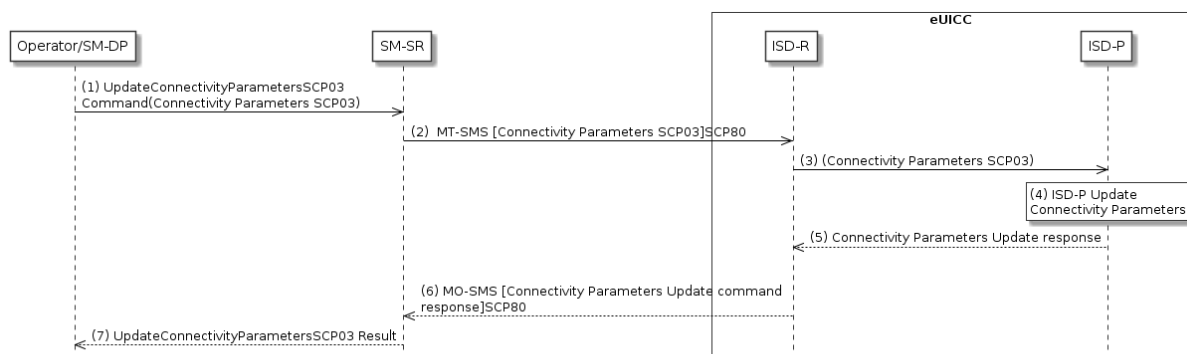 eUICC
Operator/SM-DP
SM-SR
ISD-R
ISD-P
(1) UpdateConnectivityParametersSCP03
Command(Connectivity Parameters SCP03)
(2)  MT-SMS [Connectivity Parameters SCP03]SCP80
(3) (Connectivity Parameters SCP03)
(4) ISD-P Update
Connectivity Parameters
(5) Connectivity Parameters Update response
(6) MO-SMS [Connectivity Parameters Update command
response]SCP80
(7) UpdateConnectivityParametersSCP03 Result